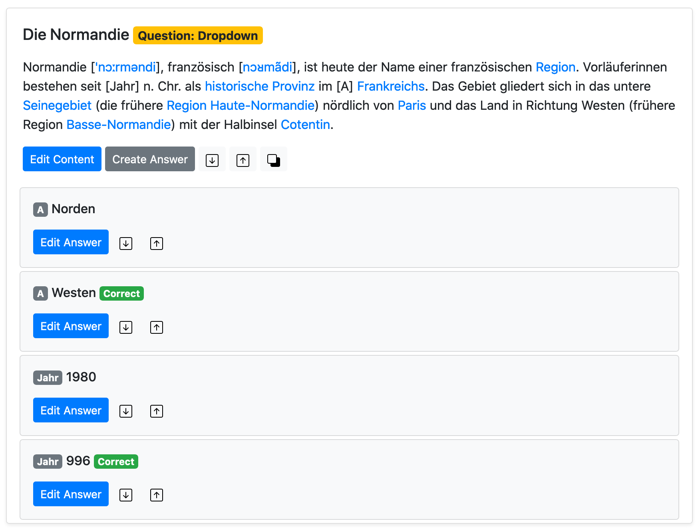 Die Normandie Question: Dropdown
Normandie ['nɔːrməndi], französisch [nɔʁmɑ̃di], ist heute der Name einer französischen Region. Vorläuferinnen
bestehen seit [Jahr] n. Chr. als historische Provinz im [A] Frankreichs. Das Gebiet gliedert sich in das untere
Seinegebiet (die frühere Region Haute-Normandie) nördlich von Paris und das Land in Richtung Westen (frühere
Region Basse-Normandie) mit der Halbinsel Cotentin.
Edit Content Create Answer
A Norden
Edit Answer
A Westen Correct
Edit Answer
Jahr 1980
Edit Answer
Jahr 996 Correct
Edit Answer